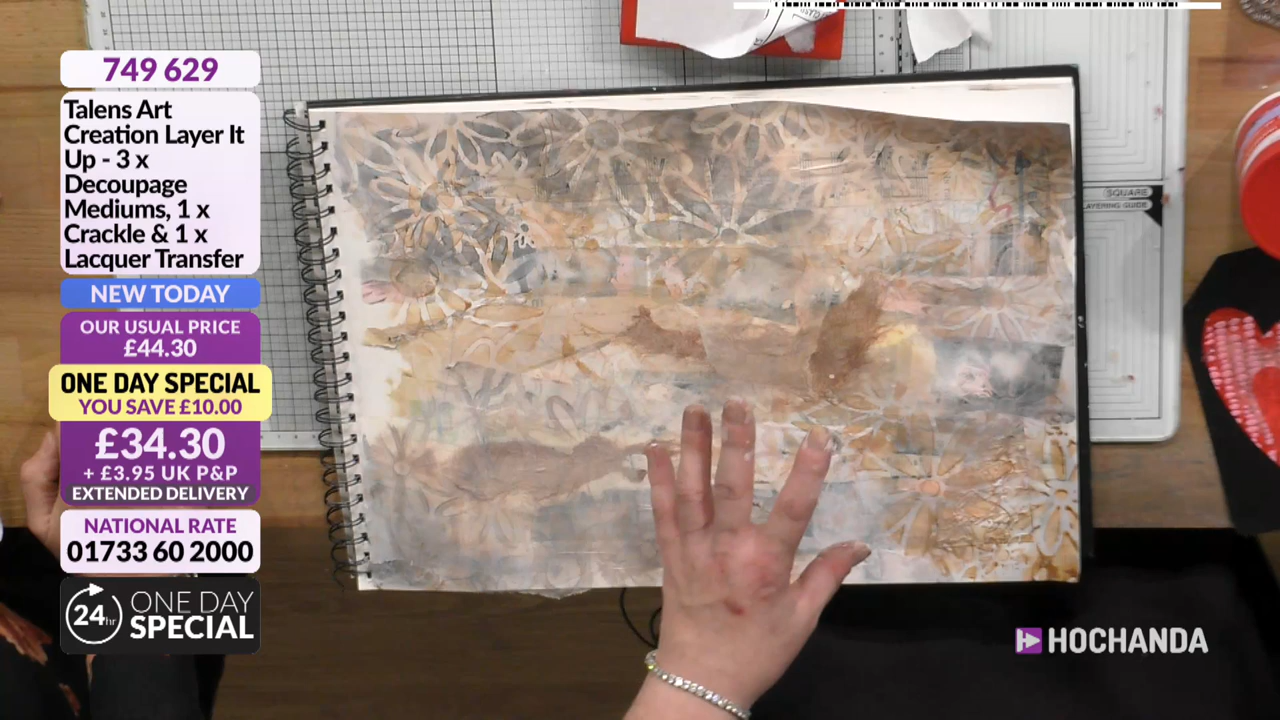 749 629
Talens Art
Creation Layer It
Up - 3 x
Decoupage
Mediums, 1 x
Crackle & 1 x
Lacquer Transfer
NEW TODAY
OUR USUAL PRICE
£44.30
ONE DAY SPECIAL
YOU SAVE £10.00
£34.30
+ £3.95 UK P&P
EXTENDED DELIVERY
NATIONAL RATE
01733 60 2000
24hr
ONE DAY
SPECIAL
SQUARE
LAYERING GUIDE
HOCHANDA